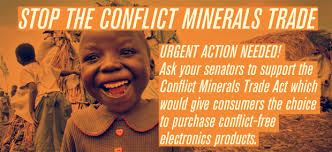 STOP THE CONFLICT MINERALS TRADE
URGENT ACTION NEEDED!
Ask your senators to support the
Conflict Minerals Trade Act which
would give consumers the choice
to purchase conflict-free
electronics products.